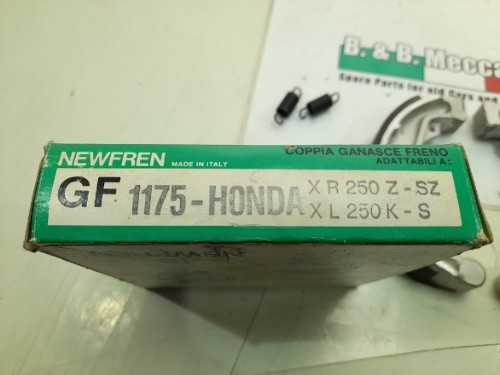 B. & B. Mecca
Spare Parts for old Cars and
NEWFREN MADE IN ITALY
COPPIA GANASCE FRENO
ADATTABILI A:
GF 1175-HONDA
XR 250 Z-SZ
XL 250 K-S